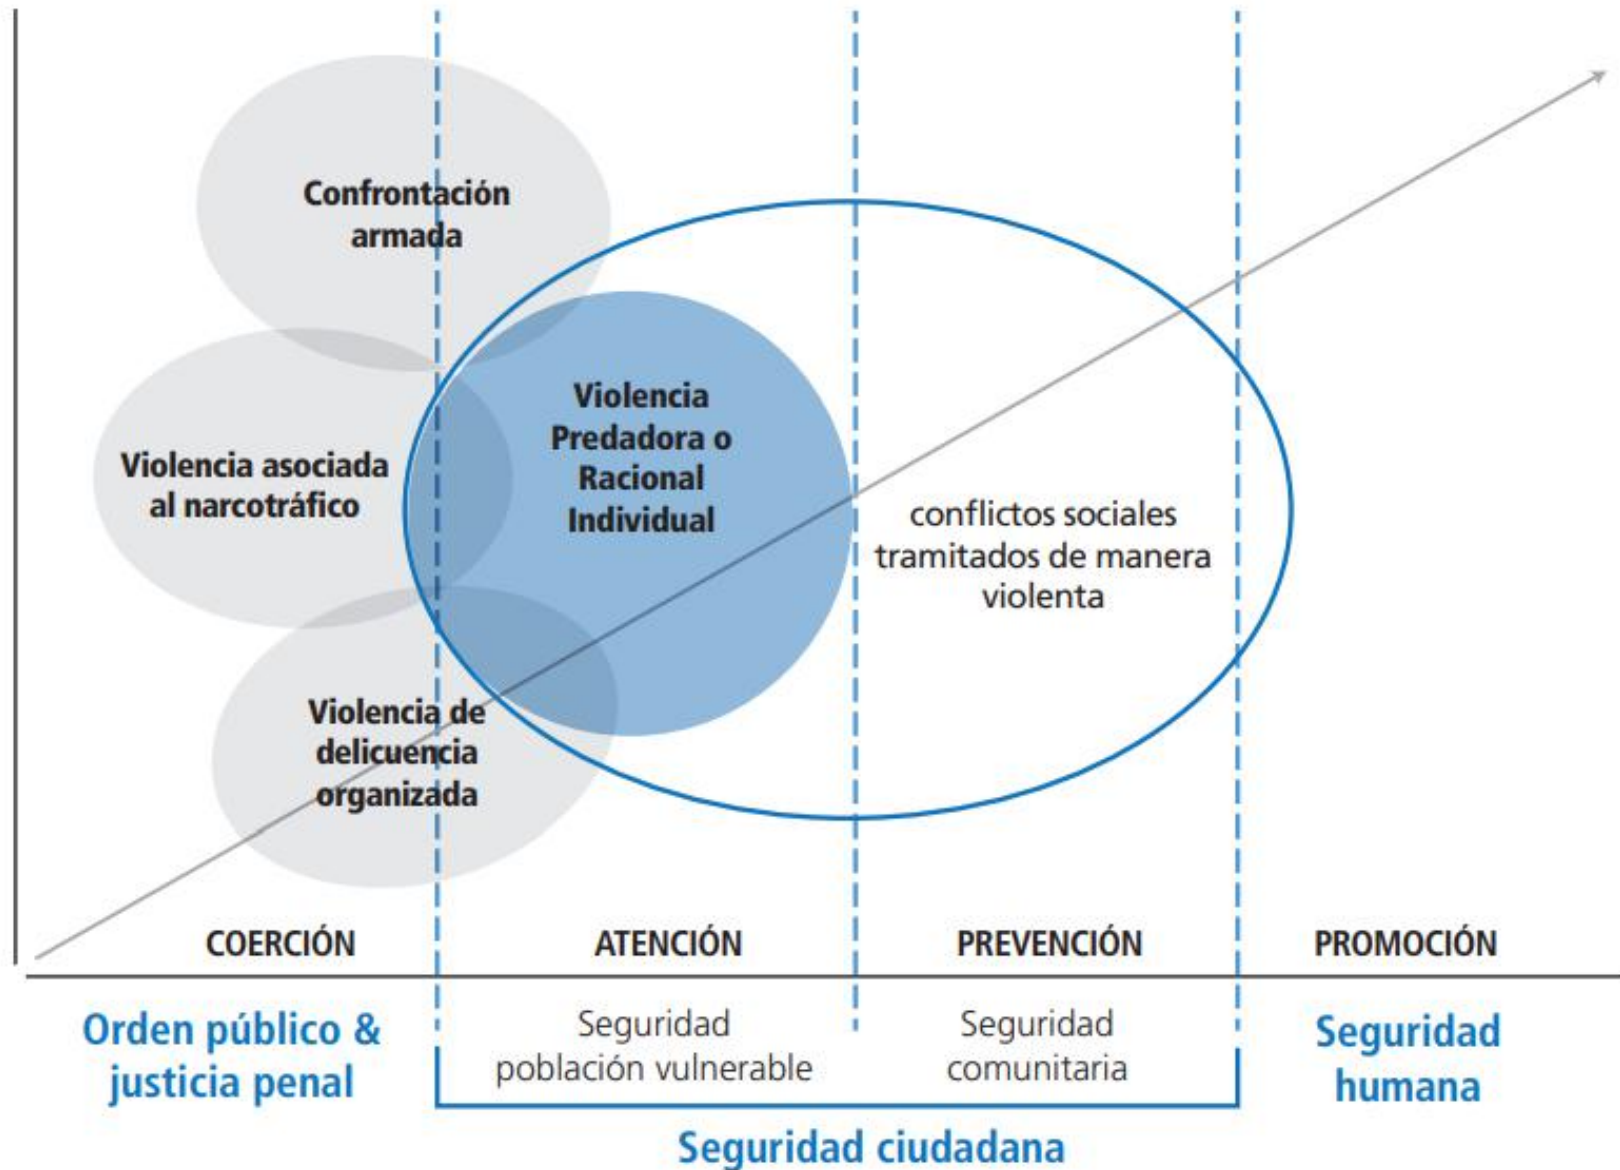 Confrontación
armada
Violencia
Predadora o
Racional
Individual
Violencia asociada
al narcotráfico
conflictos sociales
tramitados de manera
violenta
Violencia de
delicuencia
organizada
COERCIÓN
ATENCIÓN
PREVENCIÓN
PROMOCIÓN
Orden público &
justicia penal
Seguridad
población vulnerable
Seguridad
comunitaria
Seguridad
humana
Seguridad ciudadana